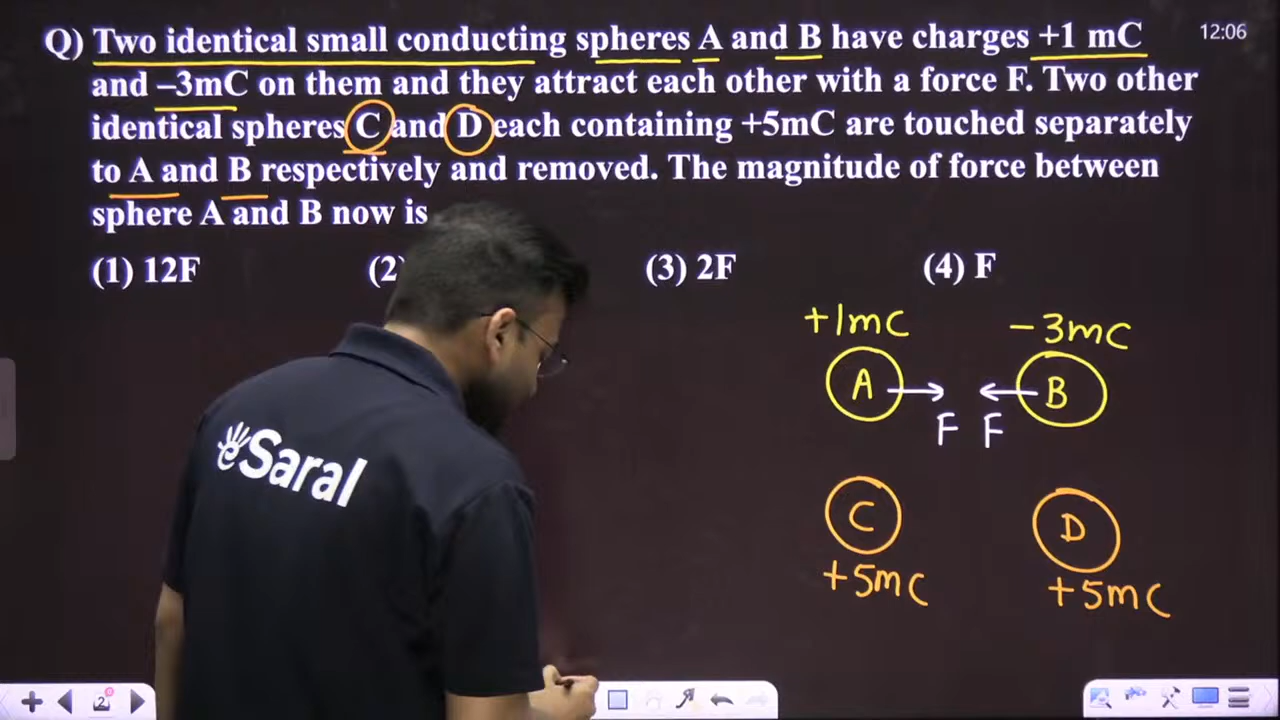 Q) Two identical small conducting spheres A and B have charges +1 mC
12:06
and –3mC on them and they attract each other with a force F. Two other
identical spheres C and D each containing +5mC are touched separately
to A and B respectively and removed. The magnitude of force between
sphere A and B now is
(1) 12F (2) (3) 2F (4) F
+1mC -3mC
A B
F F
eSaral
C D
+5mC +5mC
2